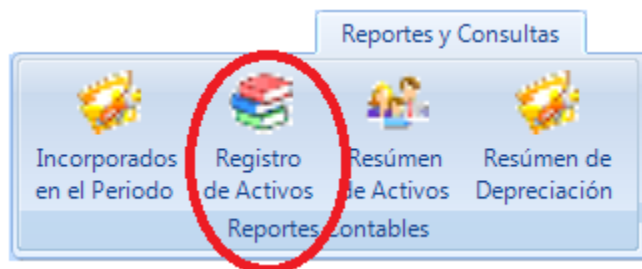 Reportes y Consultas
Incorporados en el Periodo
Registro de Activos
Resúmen de Activos
Resúmen de Depreciación
Reportes Contables